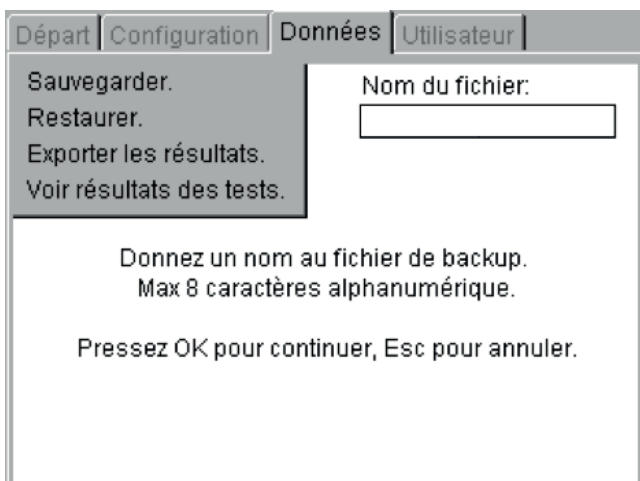 Départ Configuration Données Utilisateur
Sauvegarder.
Restaurer.
Exporter les résultats.
Voir résultats des tests.
Nom du fichier:
Donnez un nom au fichier de backup.
Max 8 caractères alphanumérique.
Pressez OK pour continuer, Esc pour annuler.